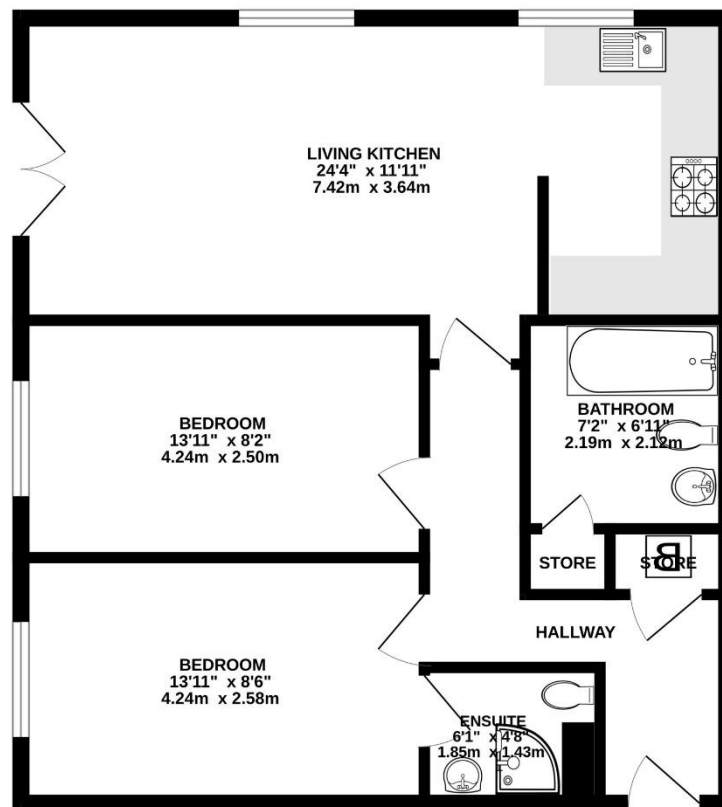 LIVING KITCHEN
24'4" x 11'11"
7.42m x 3.64m
BEDROOM
13'11" x 8'2"
4.24m x 2.50m
BATHROOM
7'2" x 6'11"
2.19m x 2.12m
STORE
B
STORE
HALLWAY
BEDROOM
13'11" x 8'6"
4.24m x 2.58m
ENSUITE
6'1" x 4'8"
1.85m x 1.43m